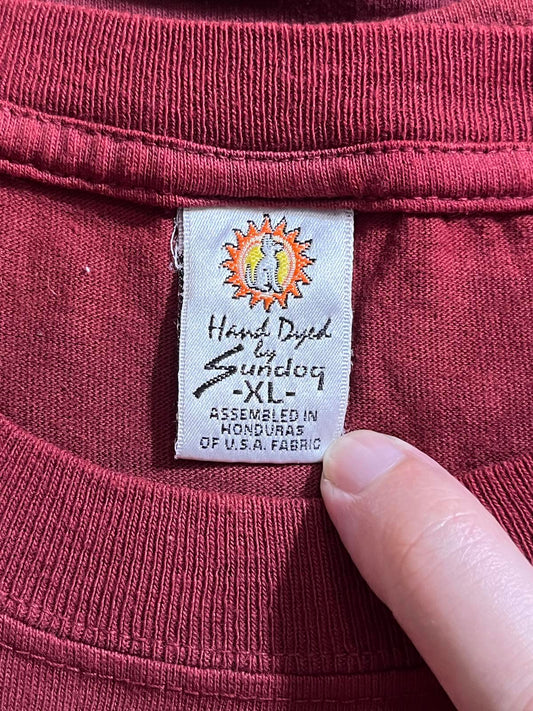 Hand Dyed
by
Sundog
-XL-
ASSEMBLED IN
HONDURAS
OF U.S.A. FABRIC